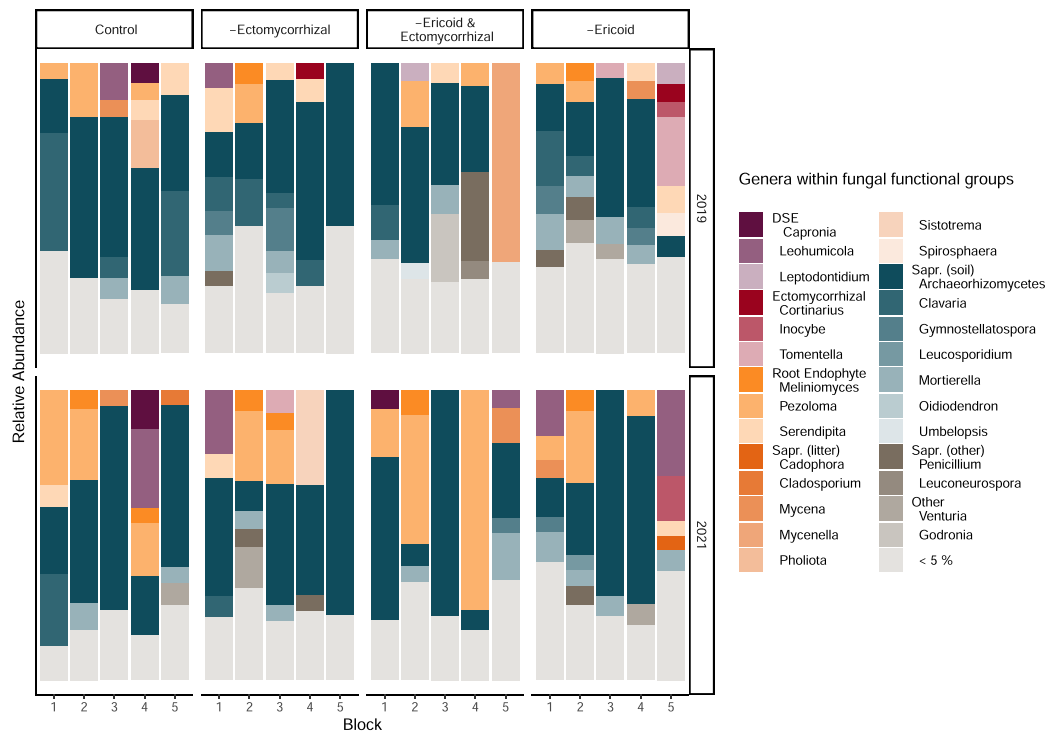 Control
−Ectomycorrhizal
−Ericoid &
Ectomycorrhizal
−Ericoid
2019
2021
Relative Abundance
1 2 3 4 5
1 2 3 4 5
1 2 3 4 5
1 2 3 4 5
Block
Genera within fungal functional groups
DSE
Capronia
Leohumicola
Leptodontidium
Ectomycorrhizal
Cortinarius
Inocybe
Tomentella
Root Endophyte
Meliniomyces
Pezoloma
Serendipita
Sapr. (litter)
Cadophora
Cladosporium
Mycena
Mycenella
Pholiota
Sistotrema
Spirosphaera
Sapr. (soil)
Archaeorhizomycetes
Clavaria
Gymnostellatospora
Leucosporidium
Mortierella
Oidiodendron
Umbelopsis
Sapr. (other)
Penicillium
Leuconeurospora
Other
Venturia
Godronia
< 5 %